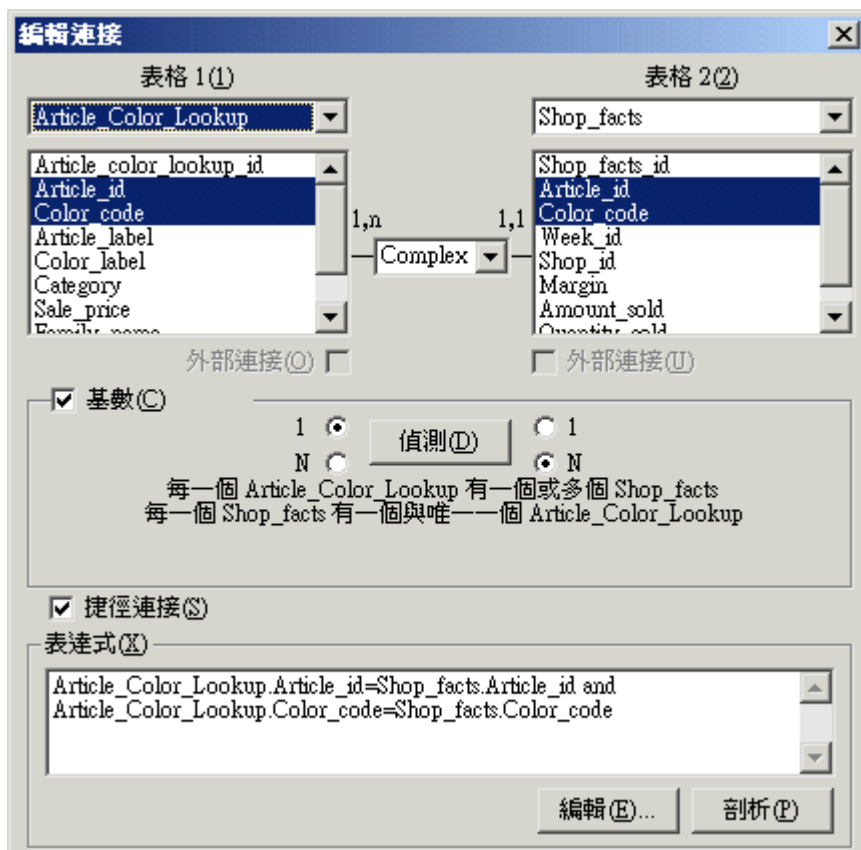 編輯連接
表格 1(1)
表格 2(2)
Article_Color_Lookup
Shop_facts
Article_color_lookup_id
Article_id
Color_code
Article_label
Color_label
Category
Sale_price
Family_name
1,n
Complex
1,1
Shop_facts_id
Article_id
Color_code
Week_id
Shop_id
Margin
Amount_sold
Quantity_sold
外部連接(O)
外部連接(U)
基數(C)
1
N
偵測(D)
1
N
每一個 Article_Color_Lookup 有一個或多個 Shop_facts
每一個 Shop_facts 有一個與唯一一個 Article_Color_Lookup
捷徑連接(S)
表達式(X)
Article_Color_Lookup.Article_id=Shop_facts.Article_id and
Article_Color_Lookup.Color_code=Shop_facts.Color_code
編輯(E)...
剖析(P)